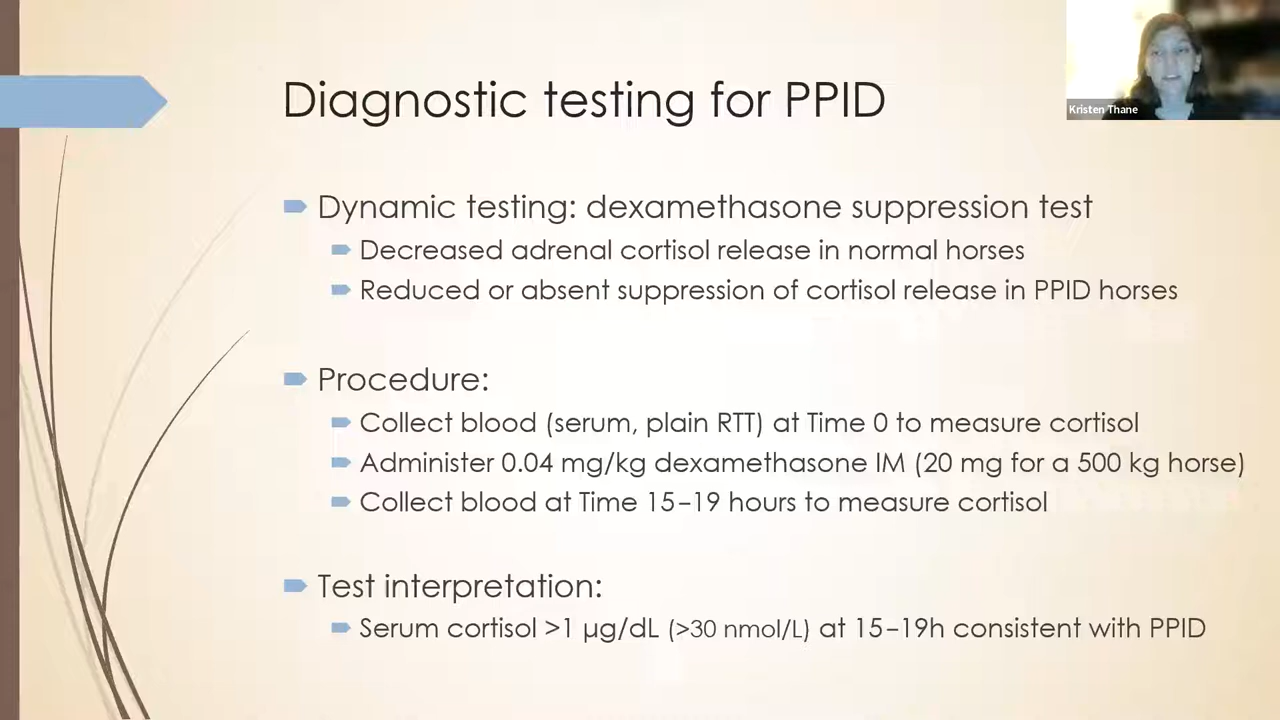 Diagnostic testing for PPID
Kristen Thane
Dynamic testing: dexamethasone suppression test
Decreased adrenal cortisol release in normal horses
Reduced or absent suppression of cortisol release in PPID horses
Procedure:
Collect blood (serum, plain RTT) at Time 0 to measure cortisol
Administer 0.04 mg/kg dexamethasone IM (20 mg for a 500 kg horse)
Collect blood at Time 15–19 hours to measure cortisol
Test interpretation:
Serum cortisol >1 µg/dL (>30 nmol/L) at 15–19h consistent with PPID